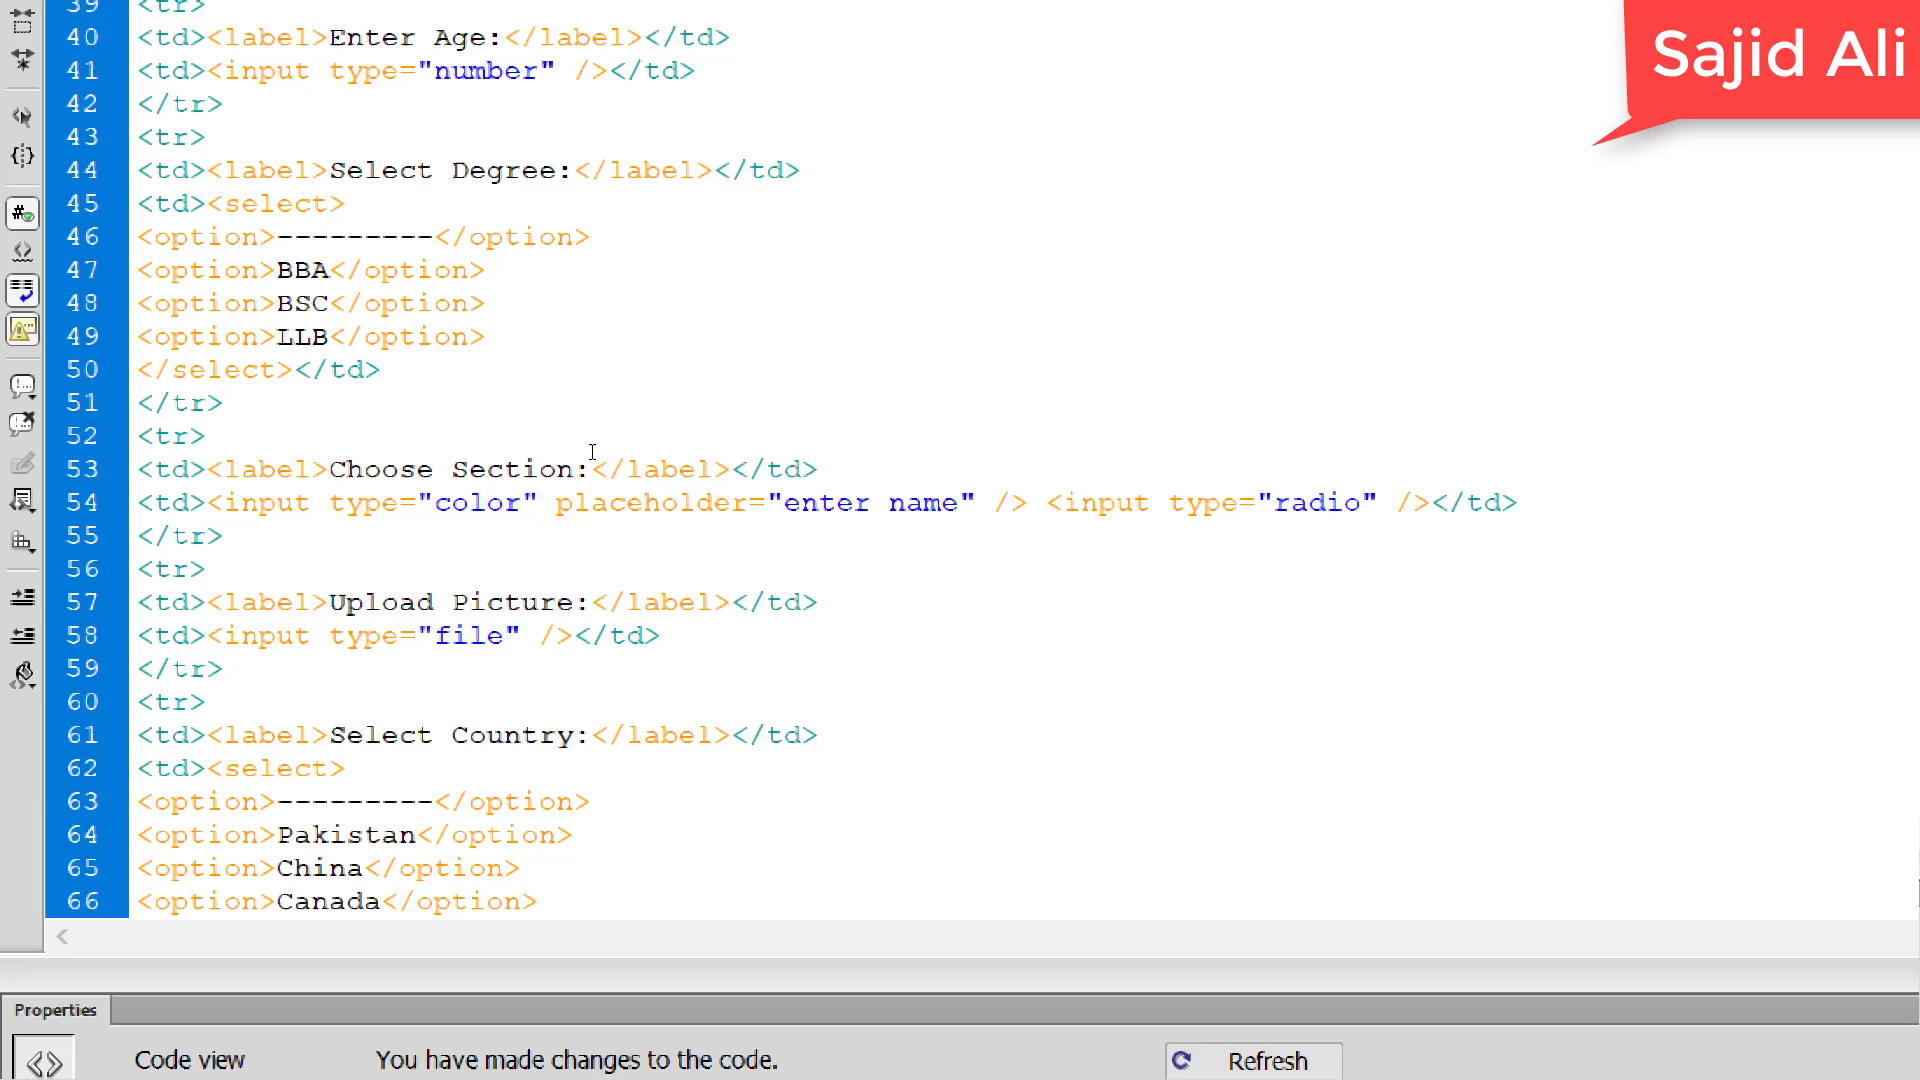 Sajid Ali
39 <tr>
40 <td><label>Enter Age:</label></td>
41 <td><input type="number" /></td>
42 </tr>
43 <tr>
44 <td><label>Select Degree:</label></td>
45 <td><select>
46 <option>---------</option>
47 <option>BBA</option>
48 <option>BSC</option>
49 <option>LLB</option>
50 </select></td>
51 </tr>
52 <tr>
53 <td><label>Choose Section:</label></td>
54 <td><input type="color" placeholder="enter name" /> <input type="radio" /></td>
55 </tr>
56 <tr>
57 <td><label>Upload Picture:</label></td>
58 <td><input type="file" /></td>
59 </tr>
60 <tr>
61 <td><label>Select Country:</label></td>
62 <td><select>
63 <option>---------</option>
64 <option>Pakistan</option>
65 <option>China</option>
66 <option>Canada</option>
Properties
Code view You have made changes to the code. Refresh